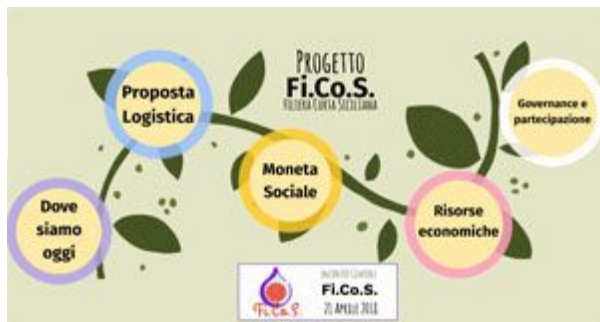 PROGETTO
Fi.Co.S.
FILIERA CORTA SICILIANA
Proposta
Logistica
Governance e
partecipazione
Moneta
Sociale
Dove
siamo
oggi
Risorse
economiche
Fi.Co.S.
Fi.Co.S.
21 APRILE 2018